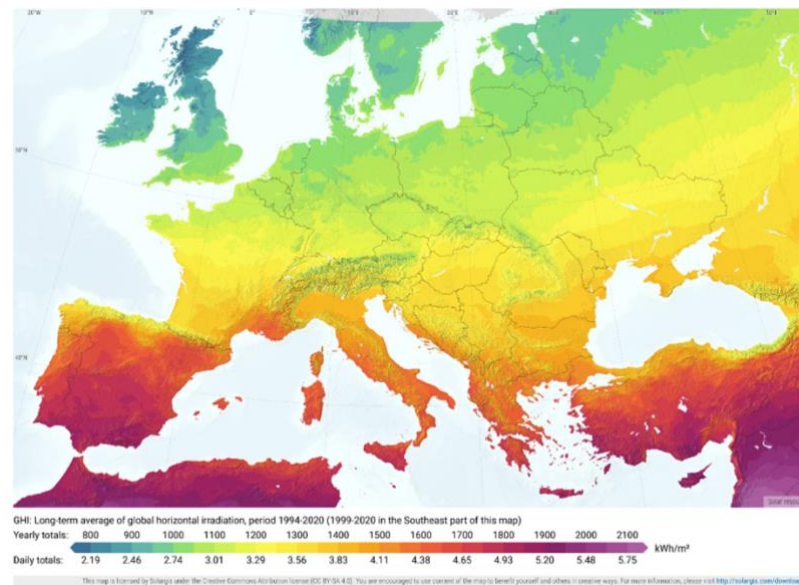 GHI: Long-term average of global horizontal irradiation, period 1994-2020 (1999-2020 in the Southeast part of this map)
Yearly totals: 800 900 1000 1100 1200 1300 1400 1500 1600 1700 1800 1900 2000 2100
kWh/m²
Daily totals: 2.19 2.46 2.74 3.01 3.29 3.56 3.83 4.11 4.38 4.65 4.93 5.20 5.48 5.75
This map is licensed by Solargis under the Creative Commons Attribution license (CC BY-SA 4.0). You are encouraged to use content of the map to benefit yourself and others in creative ways. For more information, please visit http://solargis.com/download